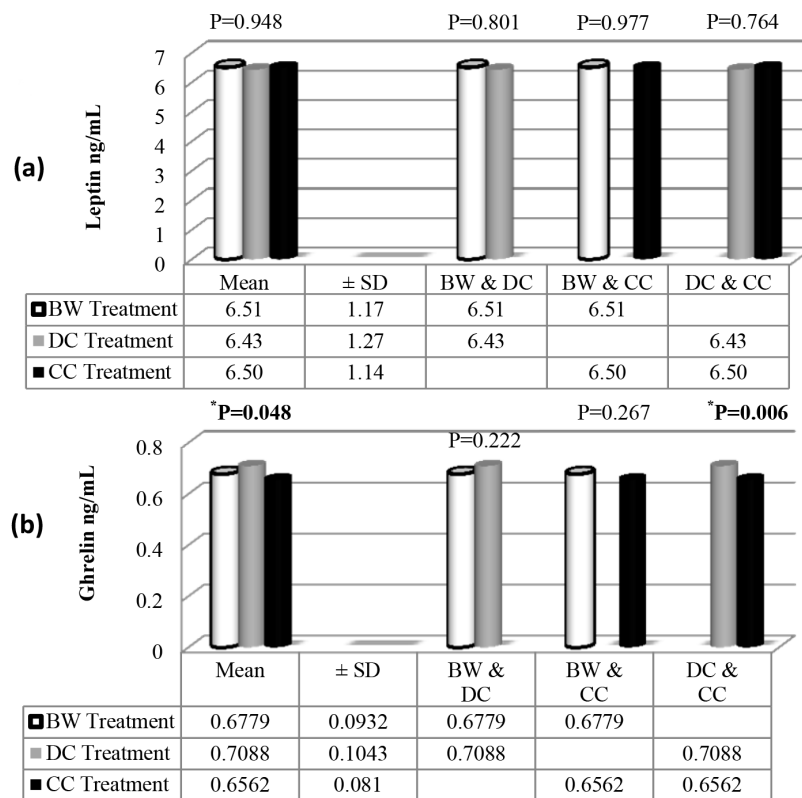 P=0.948 P=0.801 P=0.977 P=0.764
(a)
Leptin ng/mL
7
6
5
4
3
2
1
0
Mean ± SD BW & DC BW & CC DC & CC
BW Treatment 6.51 1.17 6.51 6.51
DC Treatment 6.43 1.27 6.43 6.43
CC Treatment 6.50 1.14 6.50 6.50
*P=0.048 P=0.222 P=0.267 *P=0.006
(b)
Ghrelin ng/mL
0.8
0.6
0.4
0.2
0
Mean ± SD BW & BW & DC &
DC CC CC
BW Treatment 0.6779 0.0932 0.6779 0.6779
DC Treatment 0.7088 0.1043 0.7088 0.7088
CC Treatment 0.6562 0.081 0.6562 0.6562